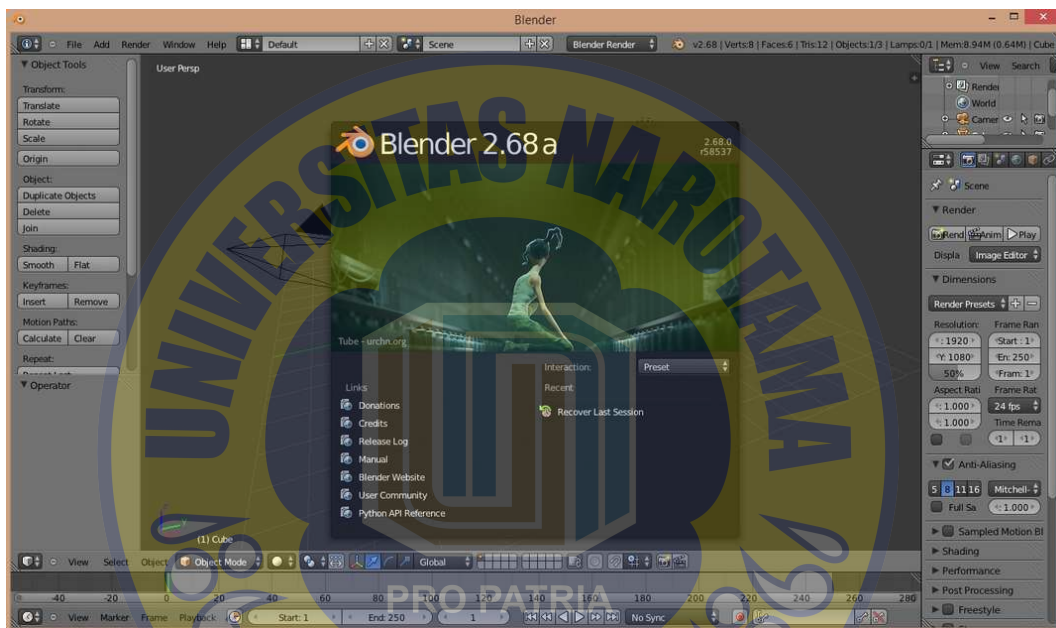 Blender
File Add Render Window Help Default Scene Blender Render v2.68 | Verts:8 | Faces:6 | Tris:12 | Objects:1/3 | Lamps:0/1 | Mem:8.94M (0.64M) | Cube
Object Tools
Transform:
Translate
Rotate
Scale
Origin
Object:
Duplicate Objects
Delete
Join
Shading:
Smooth Flat
Keyframes:
Insert Remove
Motion Paths:
Calculate Clear
Repeat:
Operator
User Persp
Blender 2.68 a
2.68.0
r58537
Tube - urchn.org
Links
Donations
Credits
Release Log
Manual
Blender Website
User Community
Python API Reference
Interaction: Preset
Recent
Recover Last Session
(1) Cube
UNIVERSITAS NAROTAMA
PRO PATRIA
View Search
Render
World
Camer
Scene
Render
Rend Anim Play
Displa Image Editor
Dimensions
Render Presets
Resolution: Frame Ran
: 1920 Start : 1
Y: 1080 En: 250
50% Fram: 1
Aspect Rati Frame Rat
: 1.000 24 fps
: 1.000 Time Rema
1 1
Anti-Aliasing
5 8 11 16 Mitchell-
Full Sa : 1.000
Sampled Motion Bl
Shading
Performance
Post Processing
Freestyle
View Select Object Object Mode Global
-40 -20 0 20 40 60 80 100 120 140 160 180 200 220 240 260 280
View Marker Frame Playback Start: 1 End: 250 1 No Sync